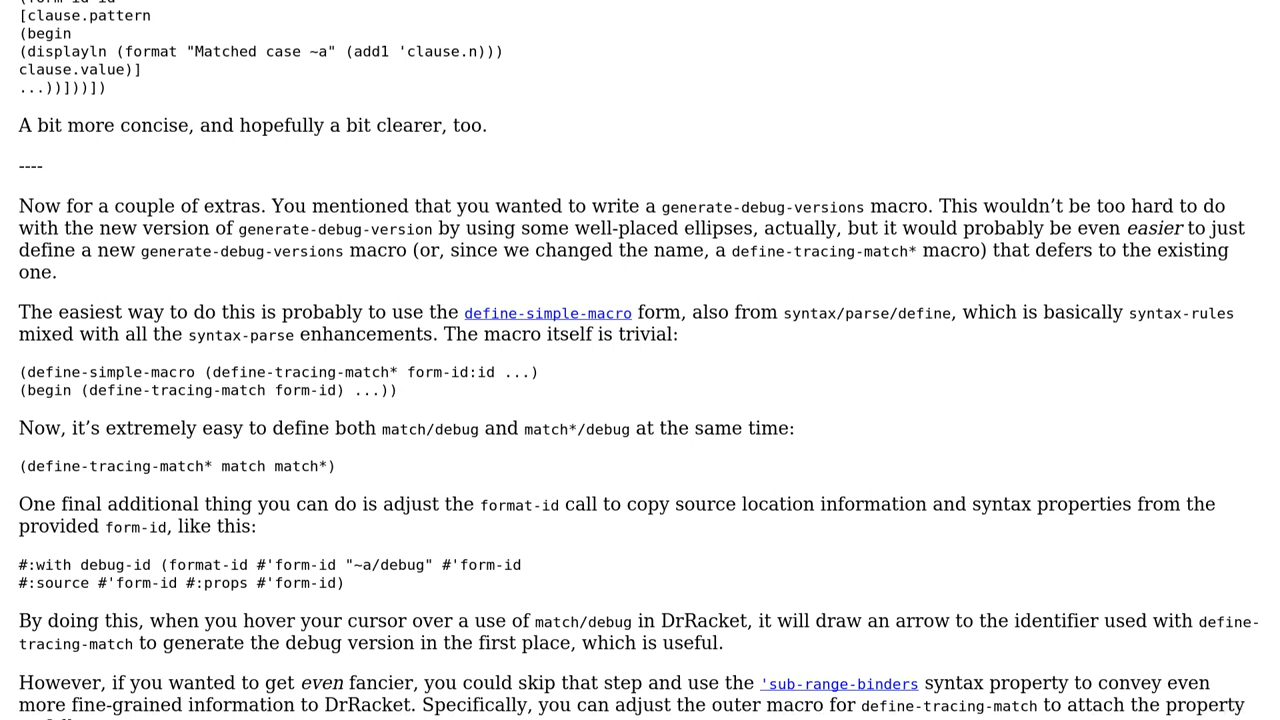 [clause.pattern
(begin
(displayln (format "Matched case ~a" (add1 'clause.n)))
clause.value)]
...))]))])
A bit more concise, and hopefully a bit clearer, too.
----
Now for a couple of extras. You mentioned that you wanted to write a generate-debug-versions macro. This wouldn’t be too hard to do
with the new version of generate-debug-version by using some well-placed ellipses, actually, but it would probably be even easier to just
define a new generate-debug-versions macro (or, since we changed the name, a define-tracing-match* macro) that defers to the existing
one.
The easiest way to do this is probably to use the define-simple-macro form, also from syntax/parse/define, which is basically syntax-rules
mixed with all the syntax-parse enhancements. The macro itself is trivial:
(define-simple-macro (define-tracing-match* form-id:id ...)
(begin (define-tracing-match form-id) ...))
Now, it’s extremely easy to define both match/debug and match*/debug at the same time:
(define-tracing-match* match match*)
One final additional thing you can do is adjust the format-id call to copy source location information and syntax properties from the
provided form-id, like this:
#:with debug-id (format-id #'form-id "~a/debug" #'form-id
#:source #'form-id #:props #'form-id)
By doing this, when you hover your cursor over a use of match/debug in DrRacket, it will draw an arrow to the identifier used with define-
tracing-match to generate the debug version in the first place, which is useful.
However, if you wanted to get even fancier, you could skip that step and use the 'sub-range-binders syntax property to convey even
more fine-grained information to DrRacket. Specifically, you can adjust the outer macro for define-tracing-match to attach the property